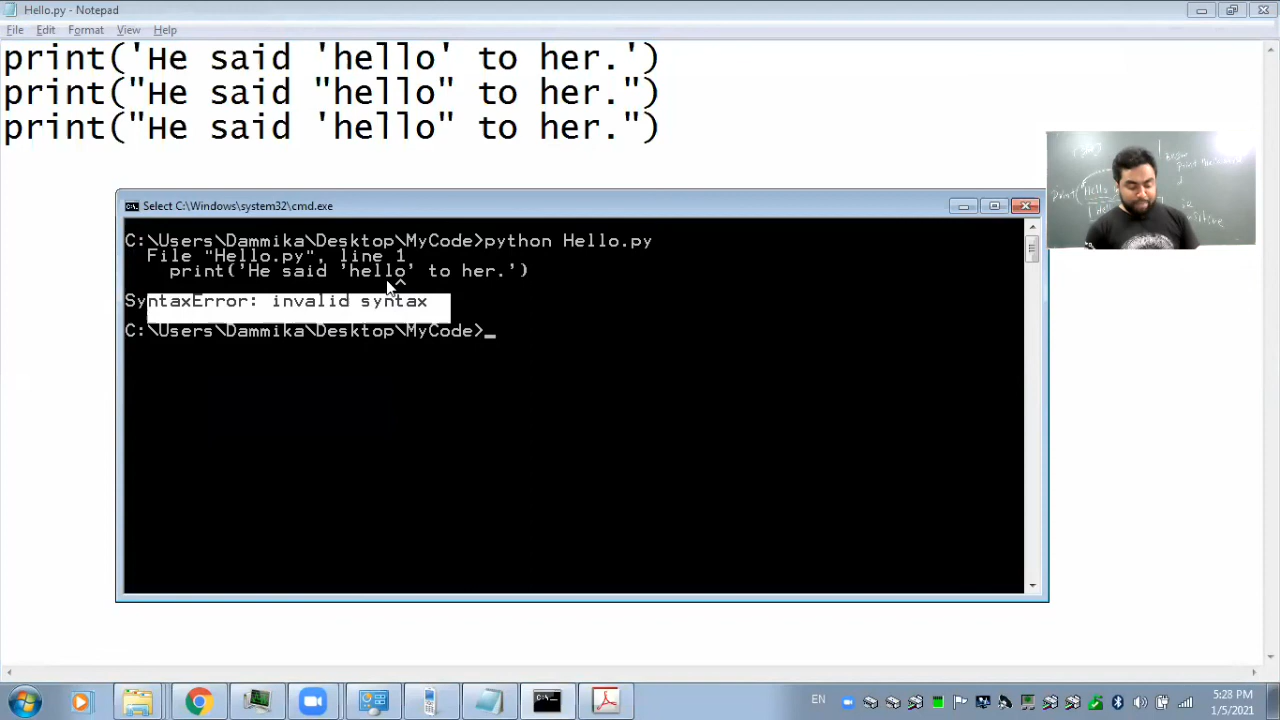 Hello.py - Notepad
File Edit Format View Help
print('He said 'hello' to her.')
print("He said "hello" to her.")
print("He said 'hello" to her.")
Select C:\Windows\system32\cmd.exe
C:\Users\Dammika\Desktop\MyCode>python Hello.py
File "Hello.py", line 1
print('He said 'hello' to her.')
^
SyntaxError: invalid syntax
C:\Users\Dammika\Desktop\MyCode>_
EN
5:28 PM
1/5/2021